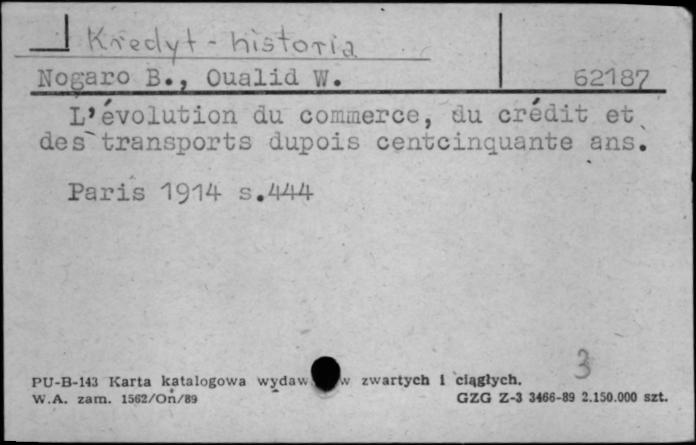 Kredyt - historia
Nogaro B., Oualid W. 62187
L'évolution du commerce, du crédit et
des transports dupois centcinquante ans.
Paris 1914 s.444
3
PU-B-143 Karta katalogowa wydaw w zwartych i ciągłych.
W.A. zam. 1562/On/89 GZG Z-3 3466-89 2.150.000 szt.